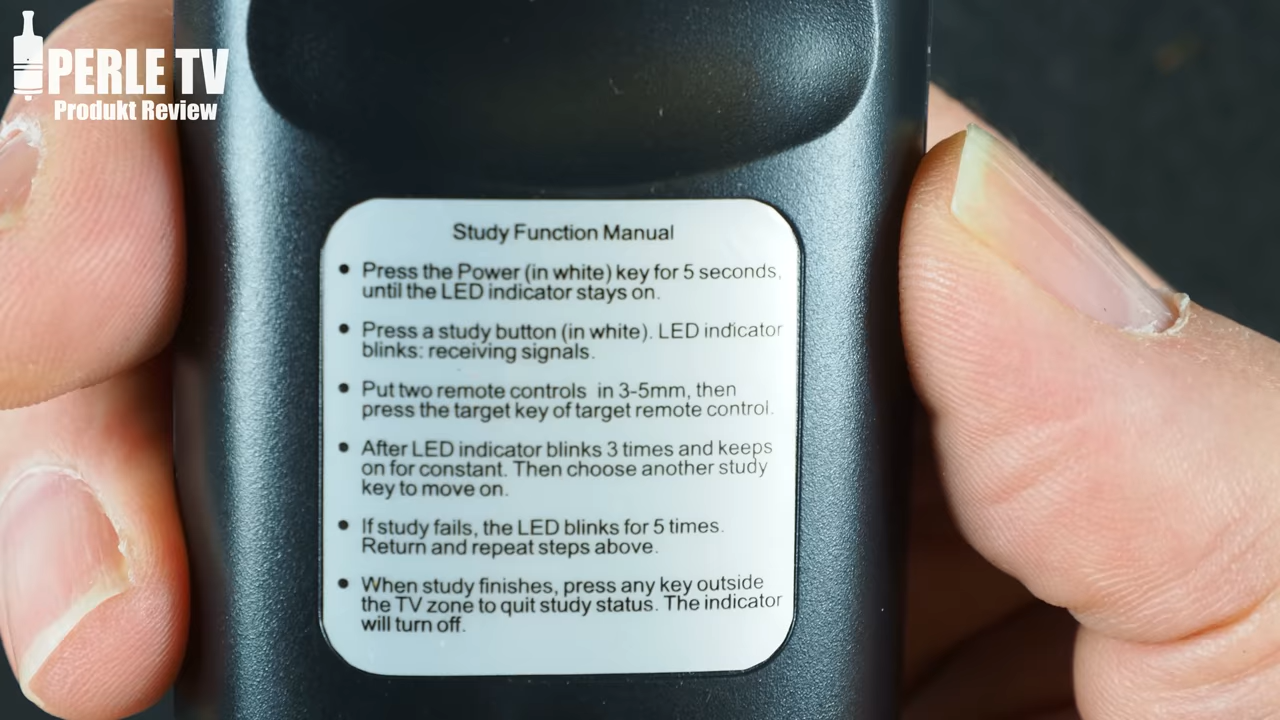 PERLE TV
Produkt Review
Study Function Manual
• Press the Power (in white) key for 5 seconds,
until the LED indicator stays on.
• Press a study button (in white). LED indicator
blinks: receiving signals.
• Put two remote controls in 3-5mm, then
press the target key of target remote control.
• After LED indicator blinks 3 times and keeps
on for constant. Then choose another study
key to move on.
• If study fails, the LED blinks for 5 times.
Return and repeat steps above.
• When study finishes, press any key outside
the TV zone to quit study status. The indicator
will turn off.